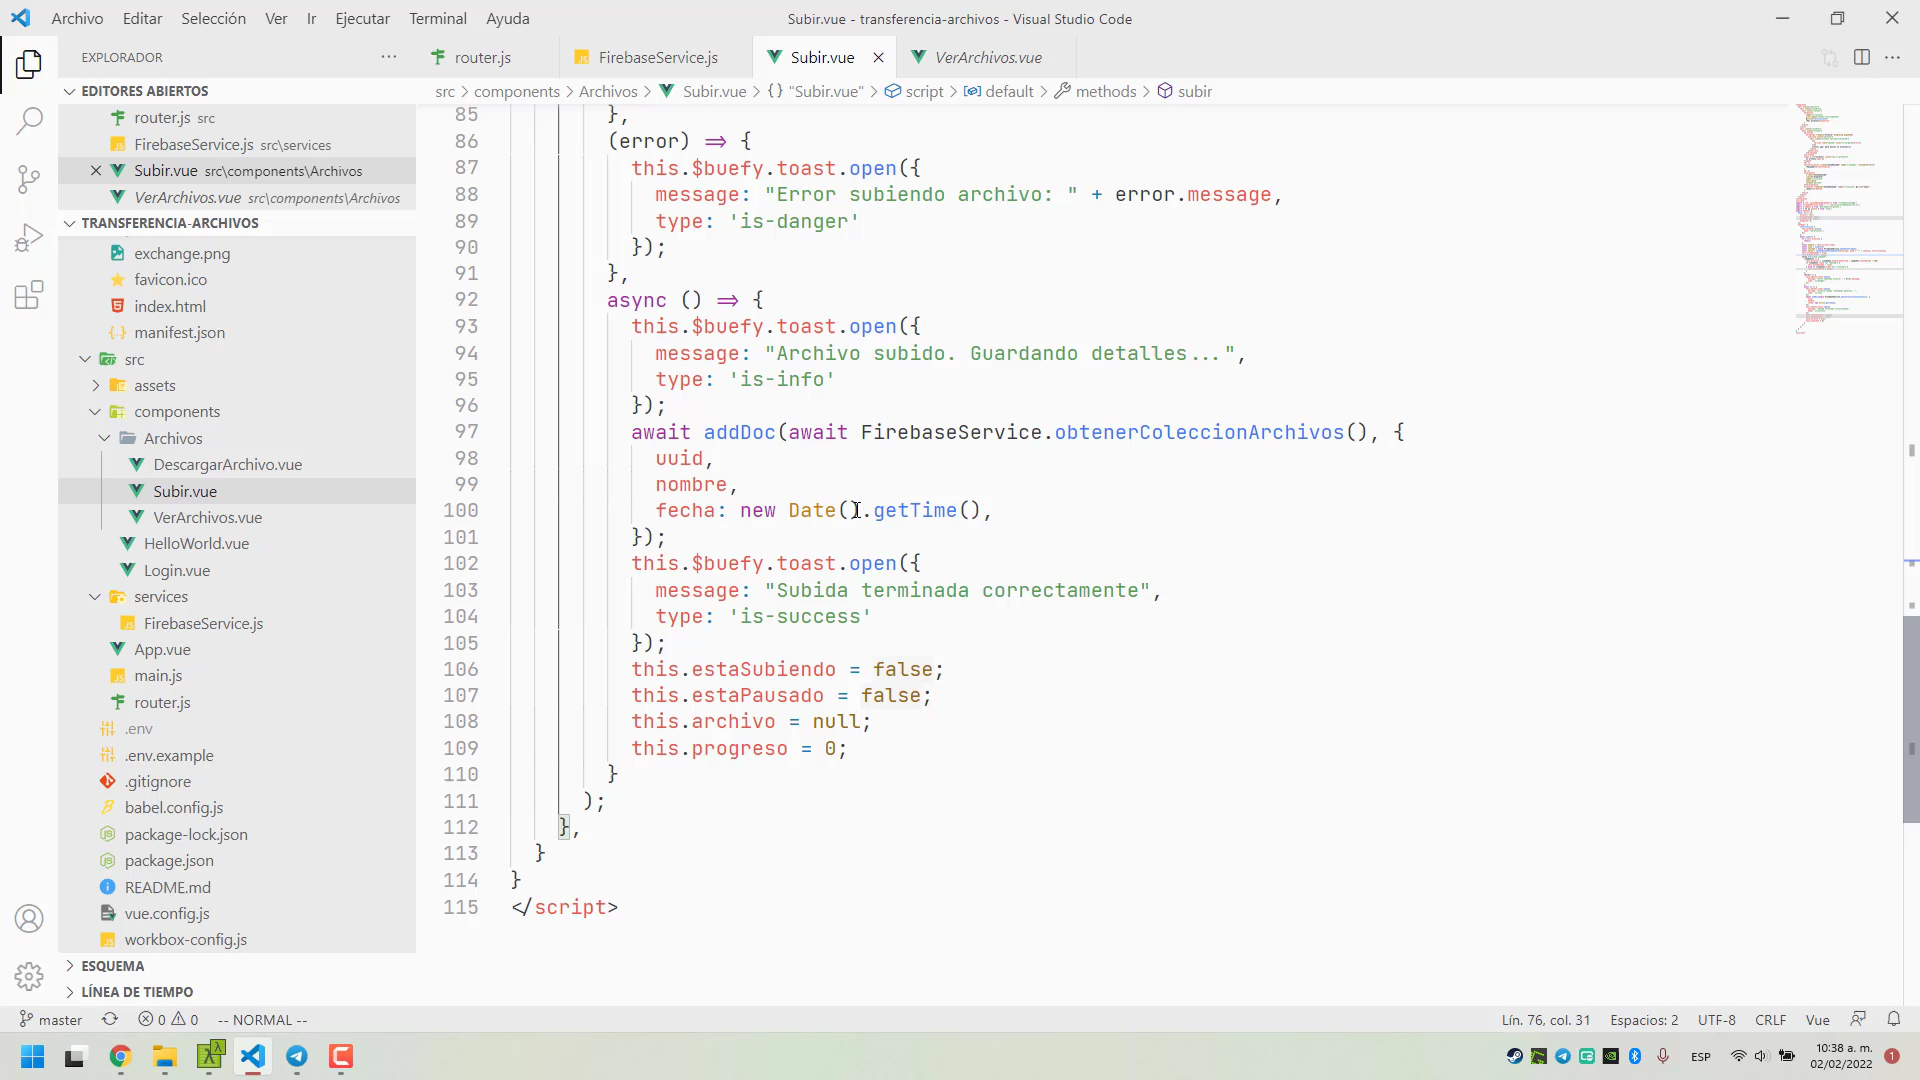 Archivo Editar Selección Ver Ir Ejecutar Terminal Ayuda
Subir.vue - transferencia-archivos - Visual Studio Code
EXPLORADOR
router.js
FirebaseService.js
Subir.vue
VerArchivos.vue
EDITORES ABIERTOS
router.js src
FirebaseService.js src\services
Subir.vue src\components\Archivos
VerArchivos.vue src\components\Archivos
TRANSFERENCIA-ARCHIVOS
exchange.png
favicon.ico
index.html
manifest.json
src
assets
components
Archivos
DescargarArchivo.vue
Subir.vue
VerArchivos.vue
HelloWorld.vue
Login.vue
services
FirebaseService.js
App.vue
main.js
router.js
.env
.env.example
.gitignore
babel.config.js
package-lock.json
package.json
README.md
vue.config.js
workbox-config.js
ESQUEMA
LÍNEA DE TIEMPO
src > components > Archivos > Subir.vue > {} "Subir.vue" > script > default > methods > subir
85 },
86 (error) => {
87 this.$buefy.toast.open({
88 message: "Error subiendo archivo: " + error.message,
89 type: 'is-danger'
90 });
91 },
92 async () => {
93 this.$buefy.toast.open({
94 message: "Archivo subido. Guardando detalles...",
95 type: 'is-info'
96 });
97 await addDoc(await FirebaseService.obtenerColeccionArchivos(), {
98 uuid,
99 nombre,
100 fecha: new Date().getTime(),
101 });
102 this.$buefy.toast.open({
103 message: "Subida terminada correctamente",
104 type: 'is-success'
105 });
106 this.estaSubiendo = false;
107 this.estaPausado = false;
108 this.archivo = null;
109 this.progreso = 0;
110 }
111 );
112 },
113 }
114 }
115 </script>
master 0 0 -- NORMAL --
Lín. 76, col. 31 Espacios: 2 UTF-8 CRLF Vue
ESP 10:38 a. m.
02/02/2022 1